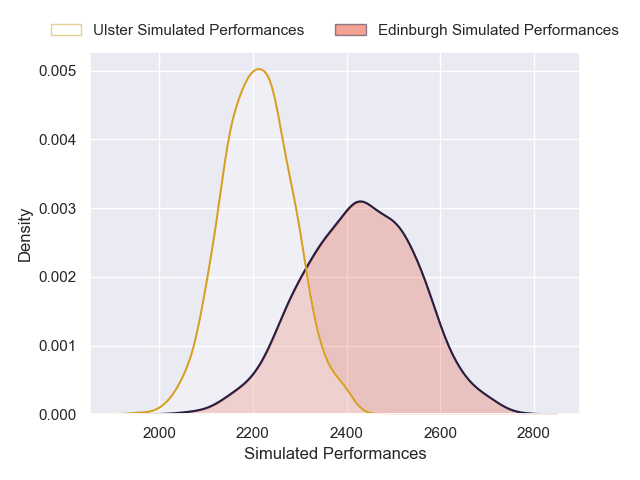 Ulster Simulated Performances Edinburgh Simulated Performances
0.005
0.004
0.003
0.002
0.001
0.000
Density
2000 2200 2400 2600 2800
Simulated Performances